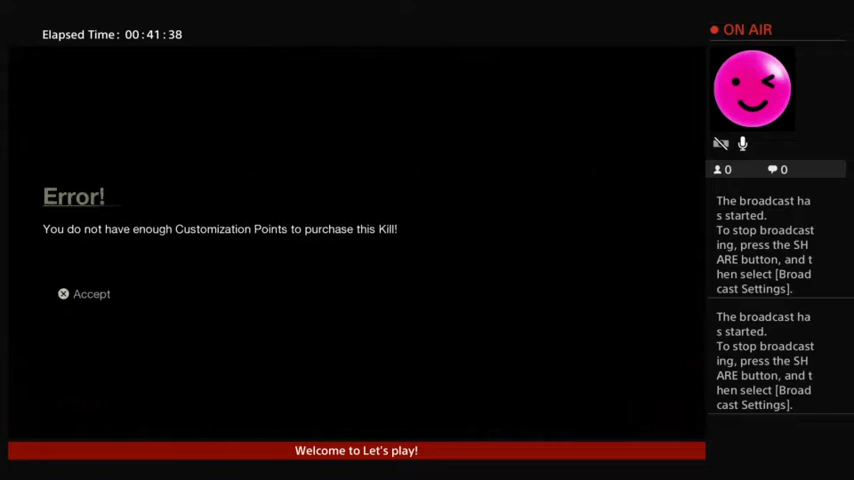 Elapsed Time: 00:41:38
ON AIR
0 0
Error!
You do not have enough Customization Points to purchase this Kill!
Accept
The broadcast ha
s started.
To stop broadcast
ing, press the SH
ARE button, and t
hen select [Broad
cast Settings].
The broadcast ha
s started.
To stop broadcast
ing, press the SH
ARE button, and t
hen select [Broad
cast Settings].
Welcome to Let's play!